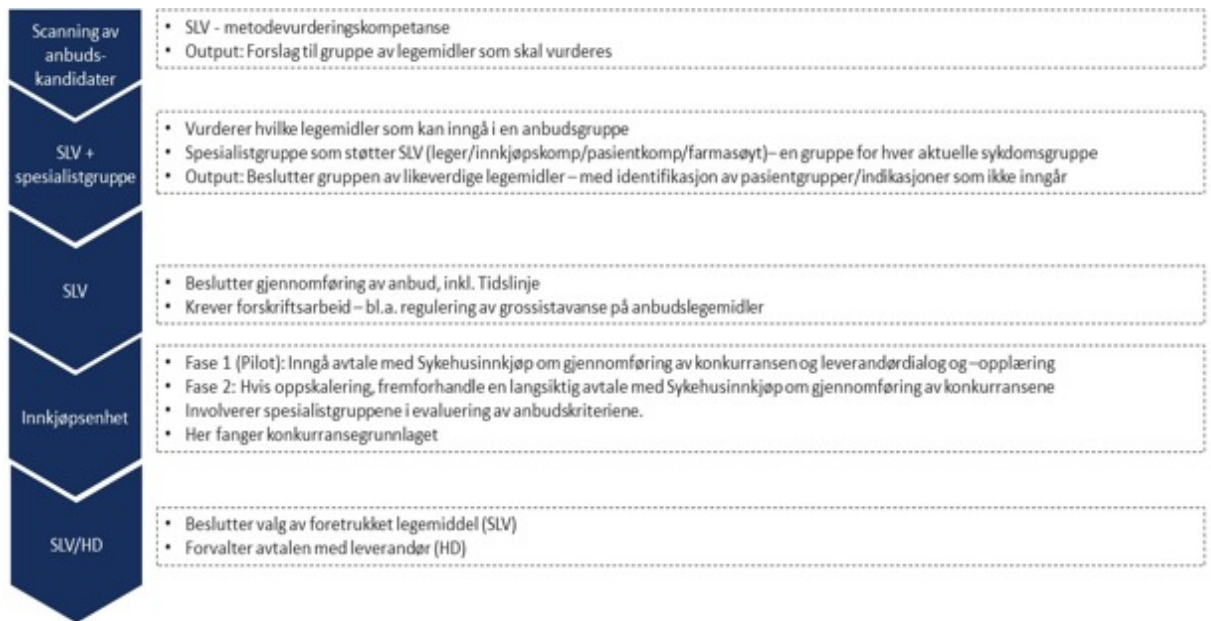 Scanning av
anbuds-
kandidater
• SLV - metodevurderingskompetanse
• Output: Forslag til gruppe av legemidler som skal vurderes
SLV +
spesialistgruppe
• Vurderer hvilke legemidler som kan inngå i en anbudsgruppe
• Spesialistgruppe som støtter SLV (leger/innkjøpskomp/pasientkomp/farmasøyt)– en gruppe for hver aktuelle sykdomsgruppe
• Output: Beslutter gruppen av likeverdige legemidler – med identifikasjon av pasientgrupper/indikasjoner som ikke inngår
SLV
• Beslutter gjennomføring av anbud, inkl. Tidslinje
• Krever forskriftsarbeid – bl.a. regulering av grossistavanse på anbudslegemidler
Innkjøpsenhet
• Fase 1 (Pilot): Inngå avtale med Sykehusinnkjøp om gjennomføring av konkurransen og leverandørdialog og –opplæring
• Fase 2: Hvis oppskalering, fremforhandle en langsiktig avtale med Sykehusinnkjøp om gjennomføring av konkurransene
• Involverer spesialistgruppene i evaluering av anbudskriteriene.
• Her fanger konkurransegrunnlaget
SLV/HD
• Beslutter valg av foretrukket legemiddel (SLV)
• Forvalter avtalen med leverandør (HD)